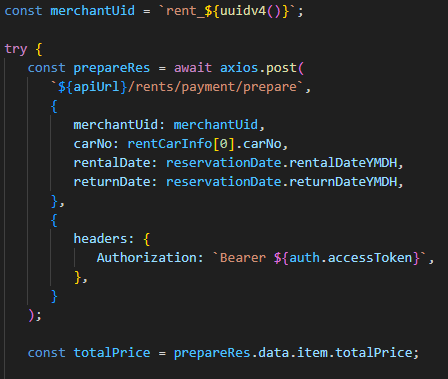 const merchantUid = `rent_${uuidv4()}`;
try {
const prepareRes = await axios.post(
`${apiUrl}/rents/payment/prepare`,
{
merchantUid: merchantUid,
carNo: rentCarInfo[0].carNo,
rentalDate: reservationDate.rentalDateYMDH,
returnDate: reservationDate.returnDateYMDH,
},
{
headers: {
Authorization: `Bearer ${auth.accessToken}`,
},
}
);
const totalPrice = prepareRes.data.item.totalPrice;